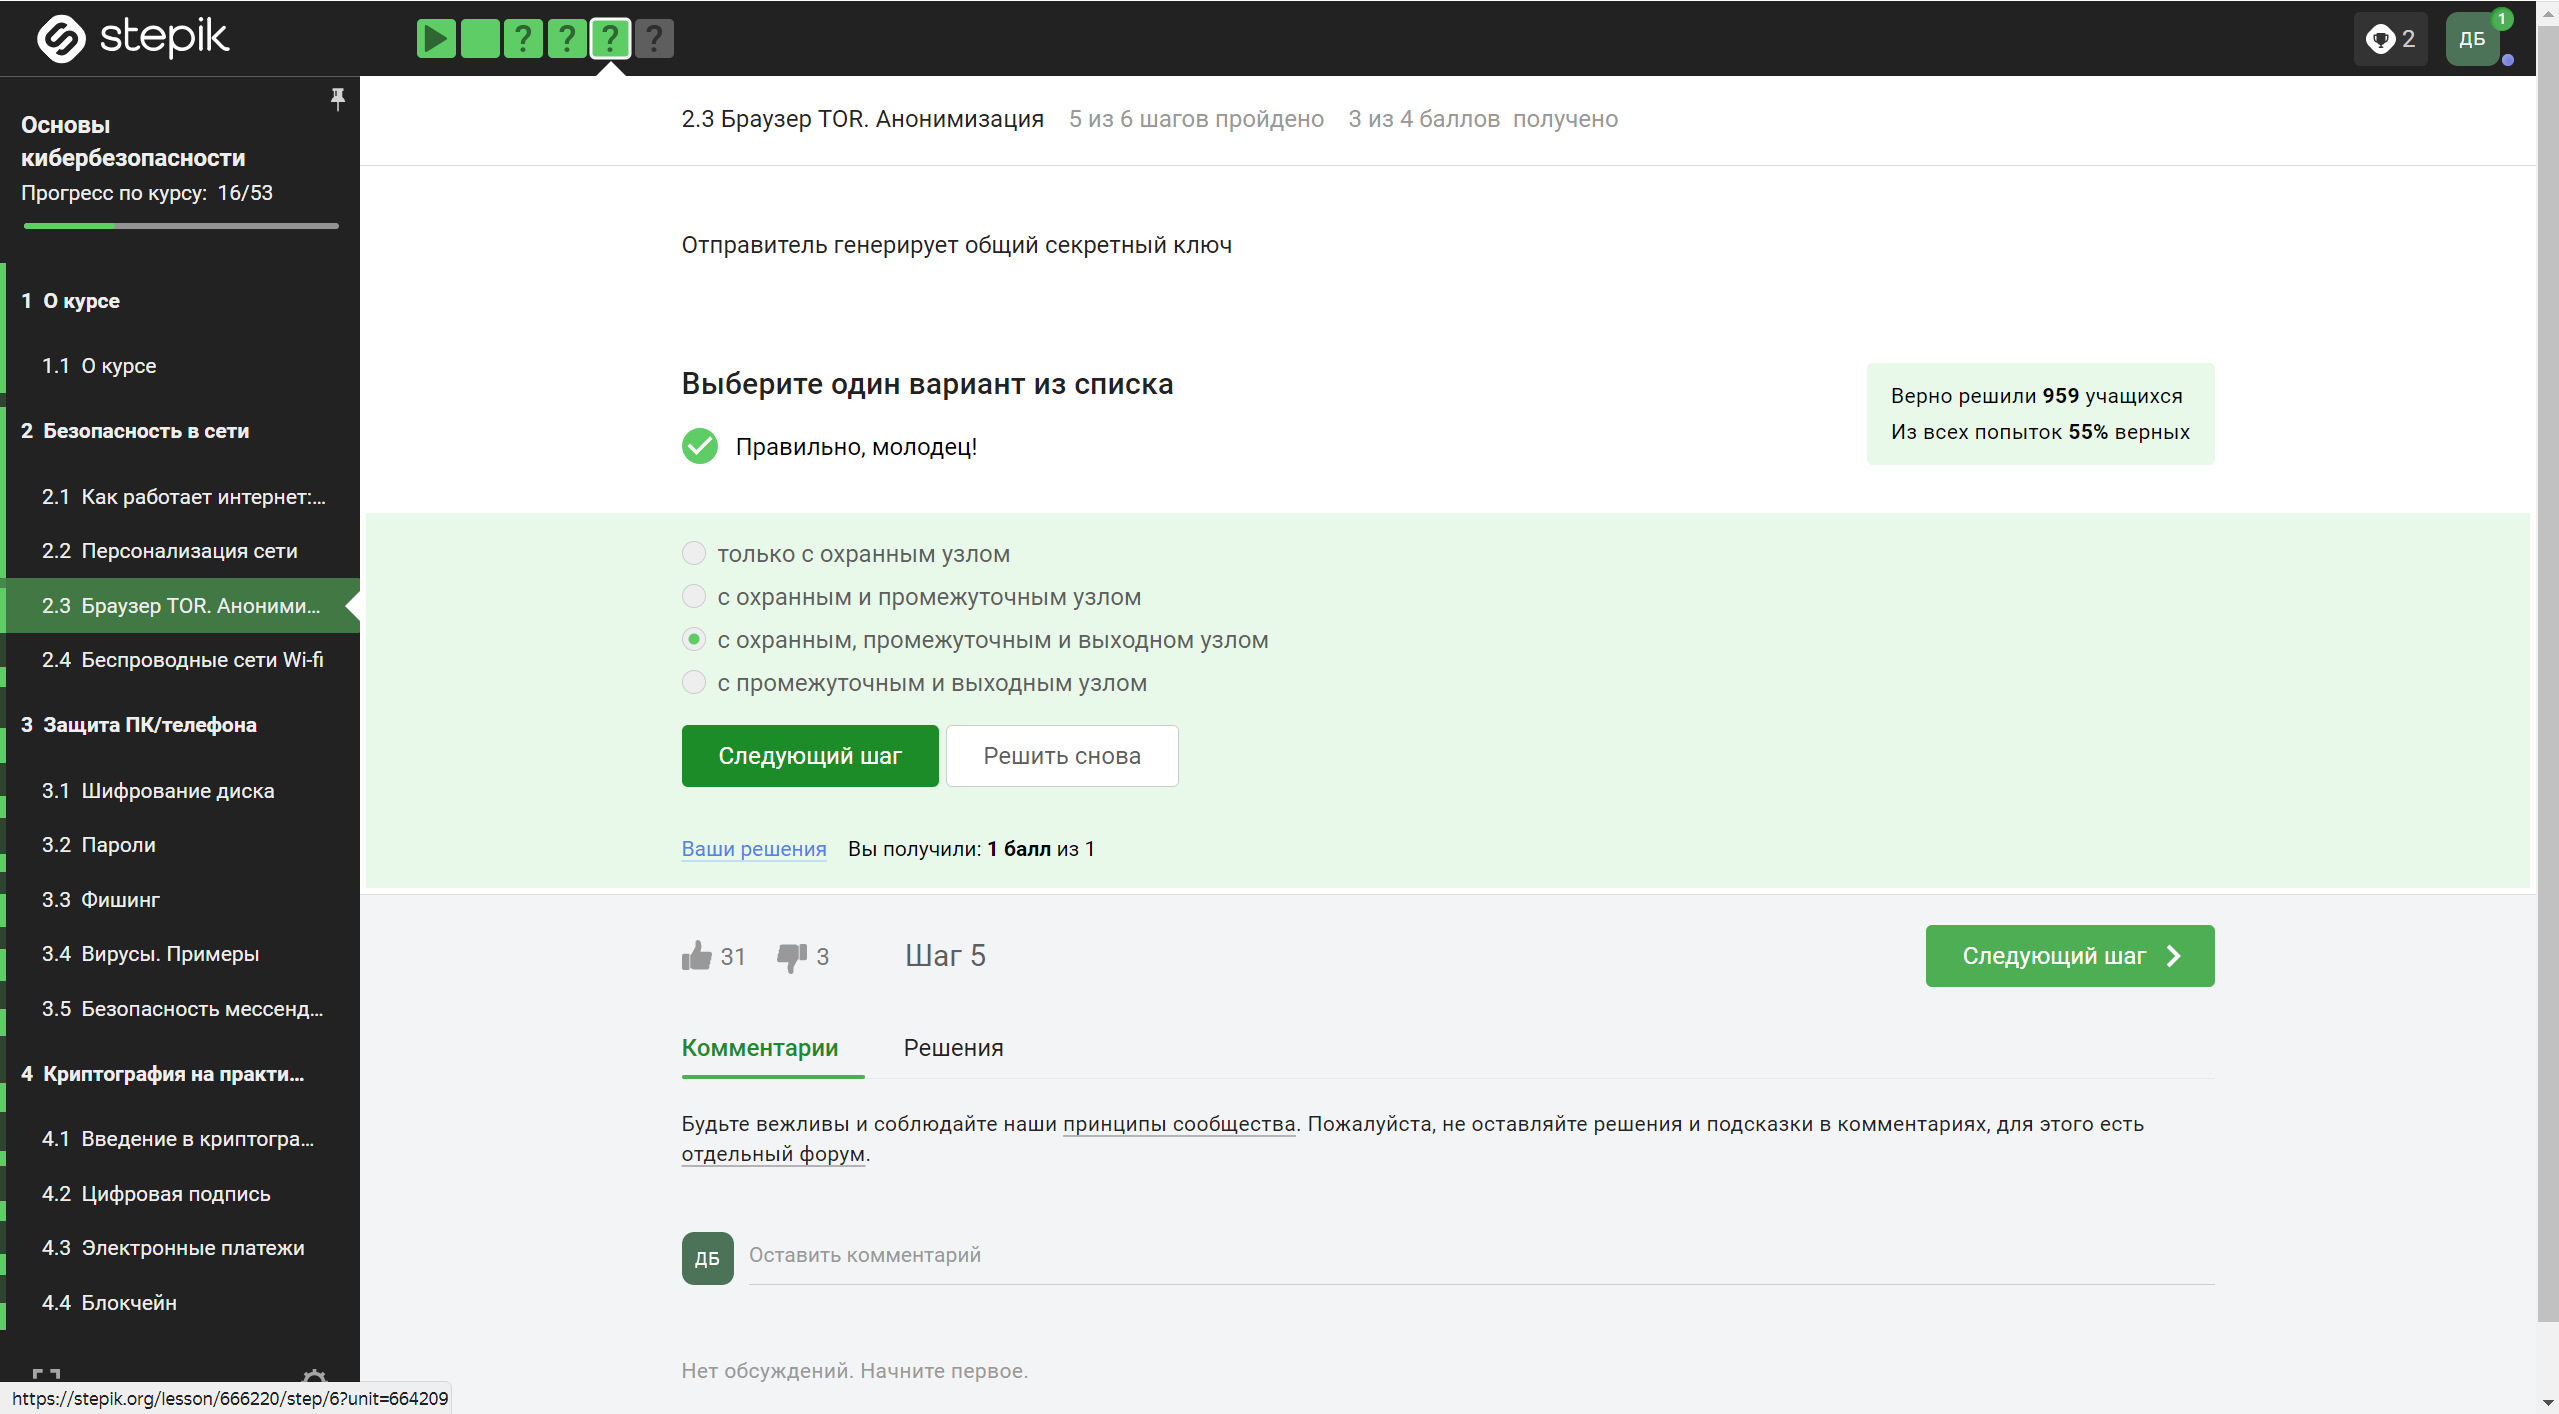 stepik
? ? ? ?
2
ДБ
1
Основы
кибербезопасности
Прогресс по курсу: 16/53
1 О курсе
1.1 О курсе
2 Безопасность в сети
2.1 Как работает интернет:...
2.2 Персонализация сети
2.3 Браузер TOR. Аноними...
2.4 Беспроводные сети Wi-fi
3 Защита ПК/телефона
3.1 Шифрование диска
3.2 Пароли
3.3 Фишинг
3.4 Вирусы. Примеры
3.5 Безопасность мессенд...
4 Криптография на практи...
4.1 Введение в криптогра...
4.2 Цифровая подпись
4.3 Электронные платежи
4.4 Блокчейн
https://stepik.org/lesson/666220/step/6?unit=664209
2.3 Браузер TOR. Анонимизация 5 из 6 шагов пройдено 3 из 4 баллов получено
Отправитель генерирует общий секретный ключ
Выберите один вариант из списка
Правильно, молодец!
Верно решили 959 учащихся
Из всех попыток 55% верных
только с охранным узлом
с охранным и промежуточным узлом
с охранным, промежуточным и выходном узлом
с промежуточным и выходным узлом
Следующий шаг
Решить снова
Ваши решения Вы получили: 1 балл из 1
31 3 Шаг 5
Следующий шаг
Комментарии Решения
Будьте вежливы и соблюдайте наши принципы сообщества. Пожалуйста, не оставляйте решения и подсказки в комментариях, для этого есть
отдельный форум.
ДБ
Оставить комментарий
Нет обсуждений. Начните первое.